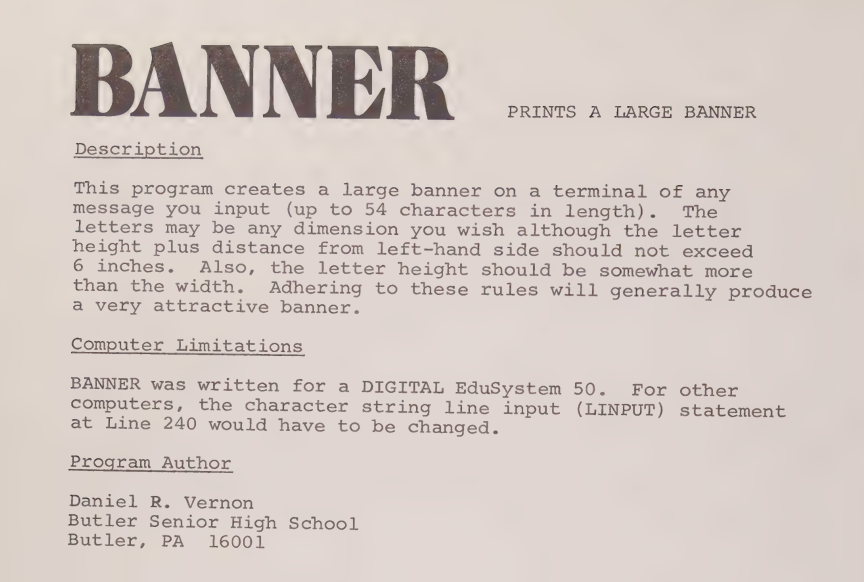 BANNER
PRINTS A LARGE BANNER
Description
This program creates a large banner on a terminal of any
message you input (up to 54 characters in length).  The
letters may be any dimension you wish although the letter
height plus distance from left-hand side should not exceed
6 inches.  Also, the letter height should be somewhat more
than the width.  Adhering to these rules will generally produce
a very attractive banner.
Computer Limitations
BANNER was written for a DIGITAL EduSystem 50.  For other
computers, the character string line input (LINPUT) statement
at Line 240 would have to be changed.
Program Author
Daniel R. Vernon
Butler Senior High School
Butler, PA  16001